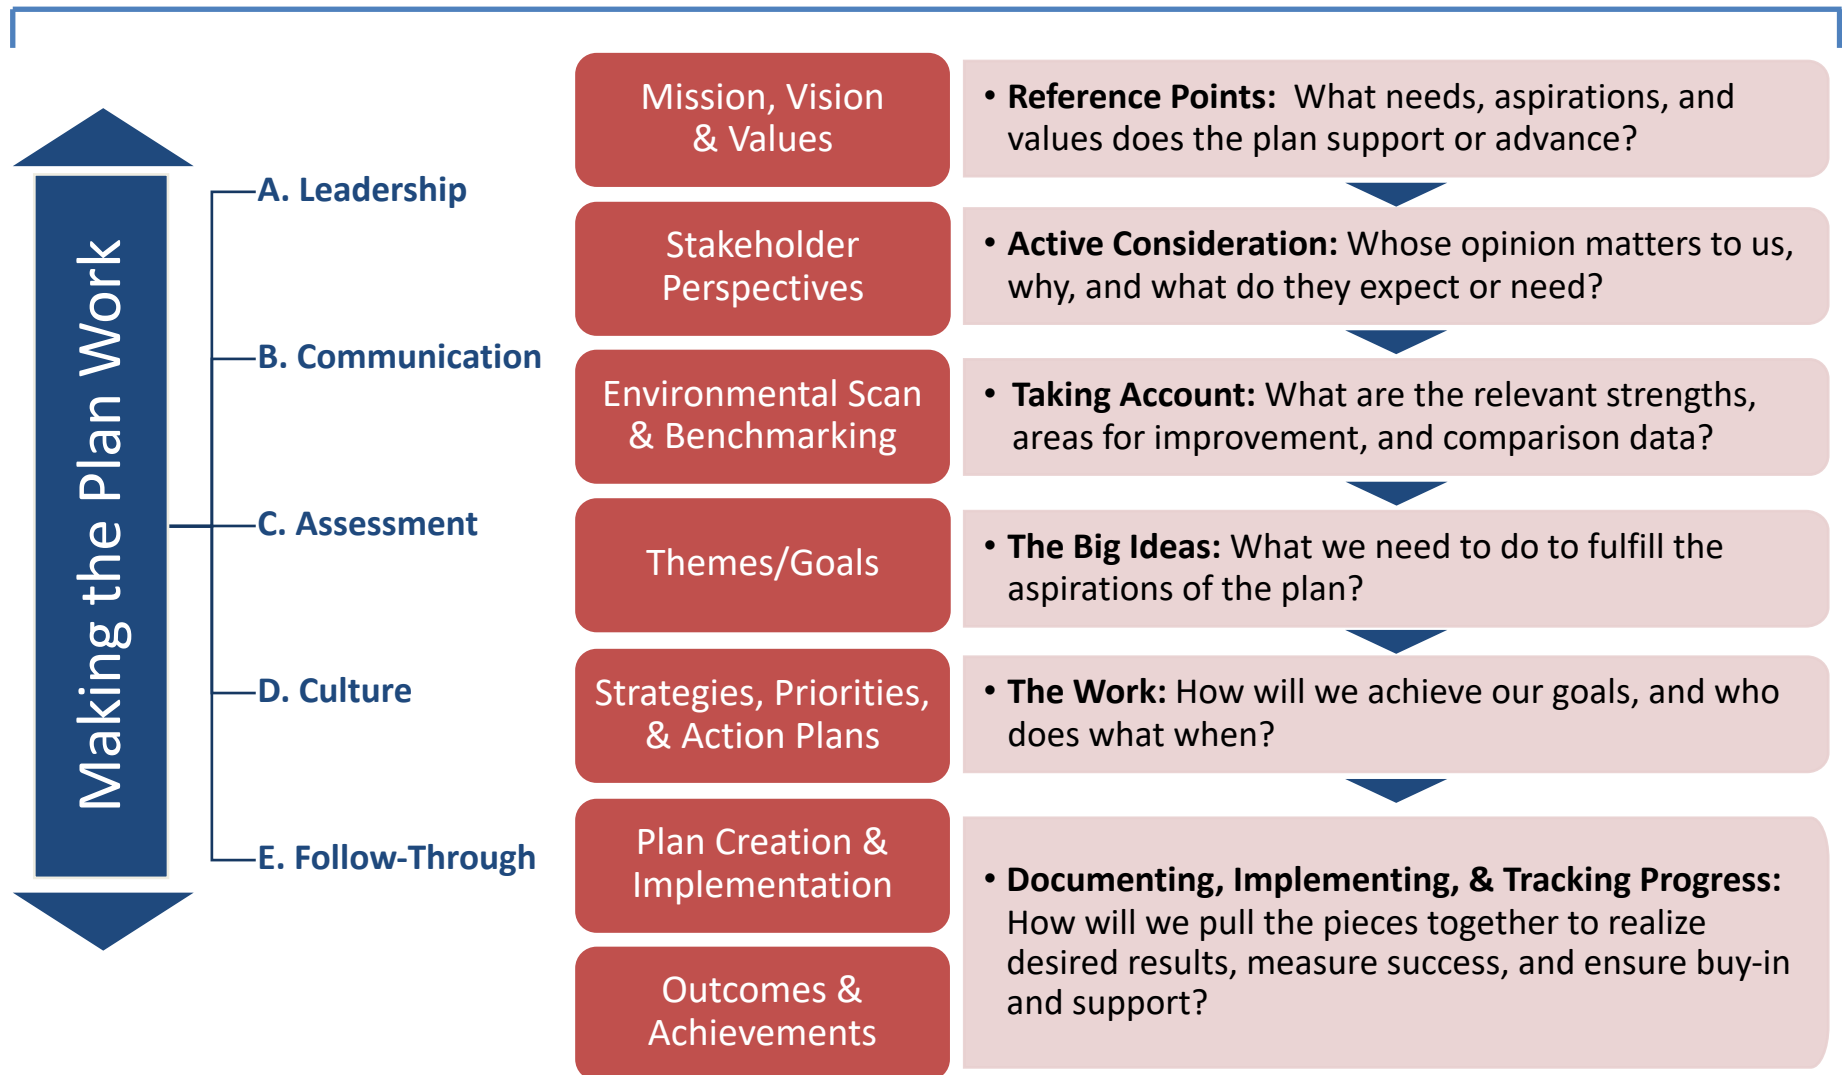 Making the Plan Work
A. Leadership
B. Communication
C. Assessment
D. Culture
E. Follow-Through
Mission, Vision
& Values
• Reference Points:  What needs, aspirations, and
values does the plan support or advance?
Stakeholder
Perspectives
• Active Consideration: Whose opinion matters to us,
why, and what do they expect or need?
Environmental Scan
& Benchmarking
• Taking Account: What are the relevant strengths,
areas for improvement, and comparison data?
Themes/Goals
• The Big Ideas: What we need to do to fulfill the
aspirations of the plan?
Strategies, Priorities,
& Action Plans
• The Work: How will we achieve our goals, and who
does what when?
Plan Creation &
Implementation
Outcomes &
Achievements
• Documenting, Implementing, & Tracking Progress:
How will we pull the pieces together to realize
desired results, measure success, and ensure buy-in
and support?